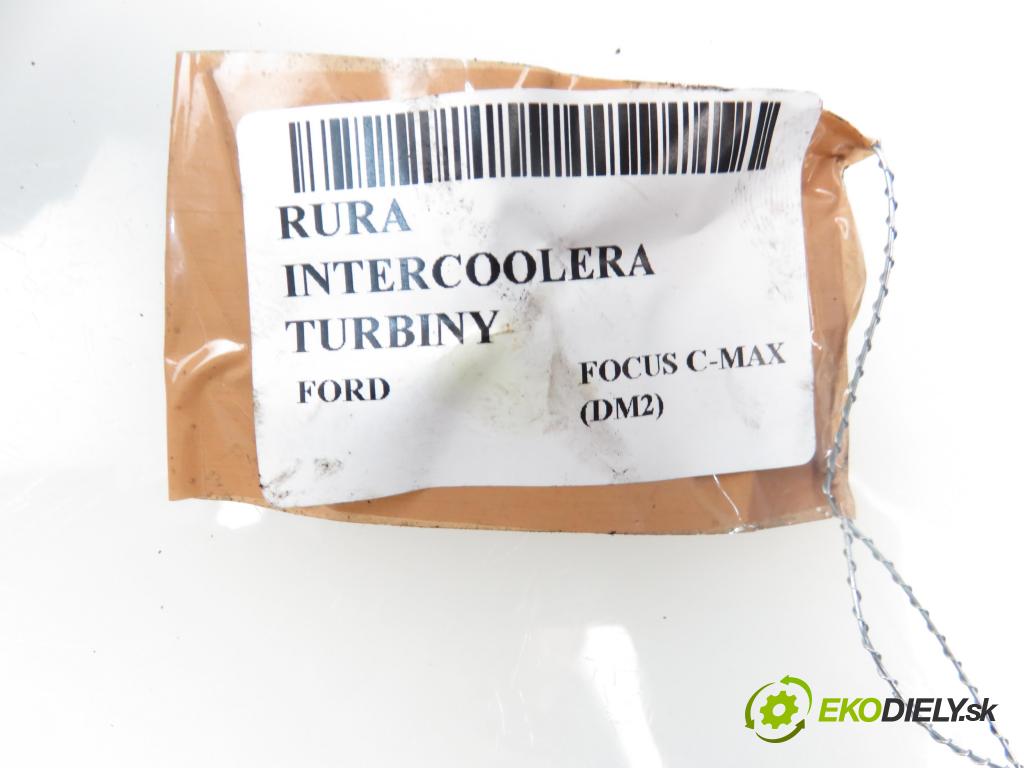 RURA
INTERCOOLERA
TURBINY
FORD
FOCUS C-MAX
(DM2)
EKODIELY.sk